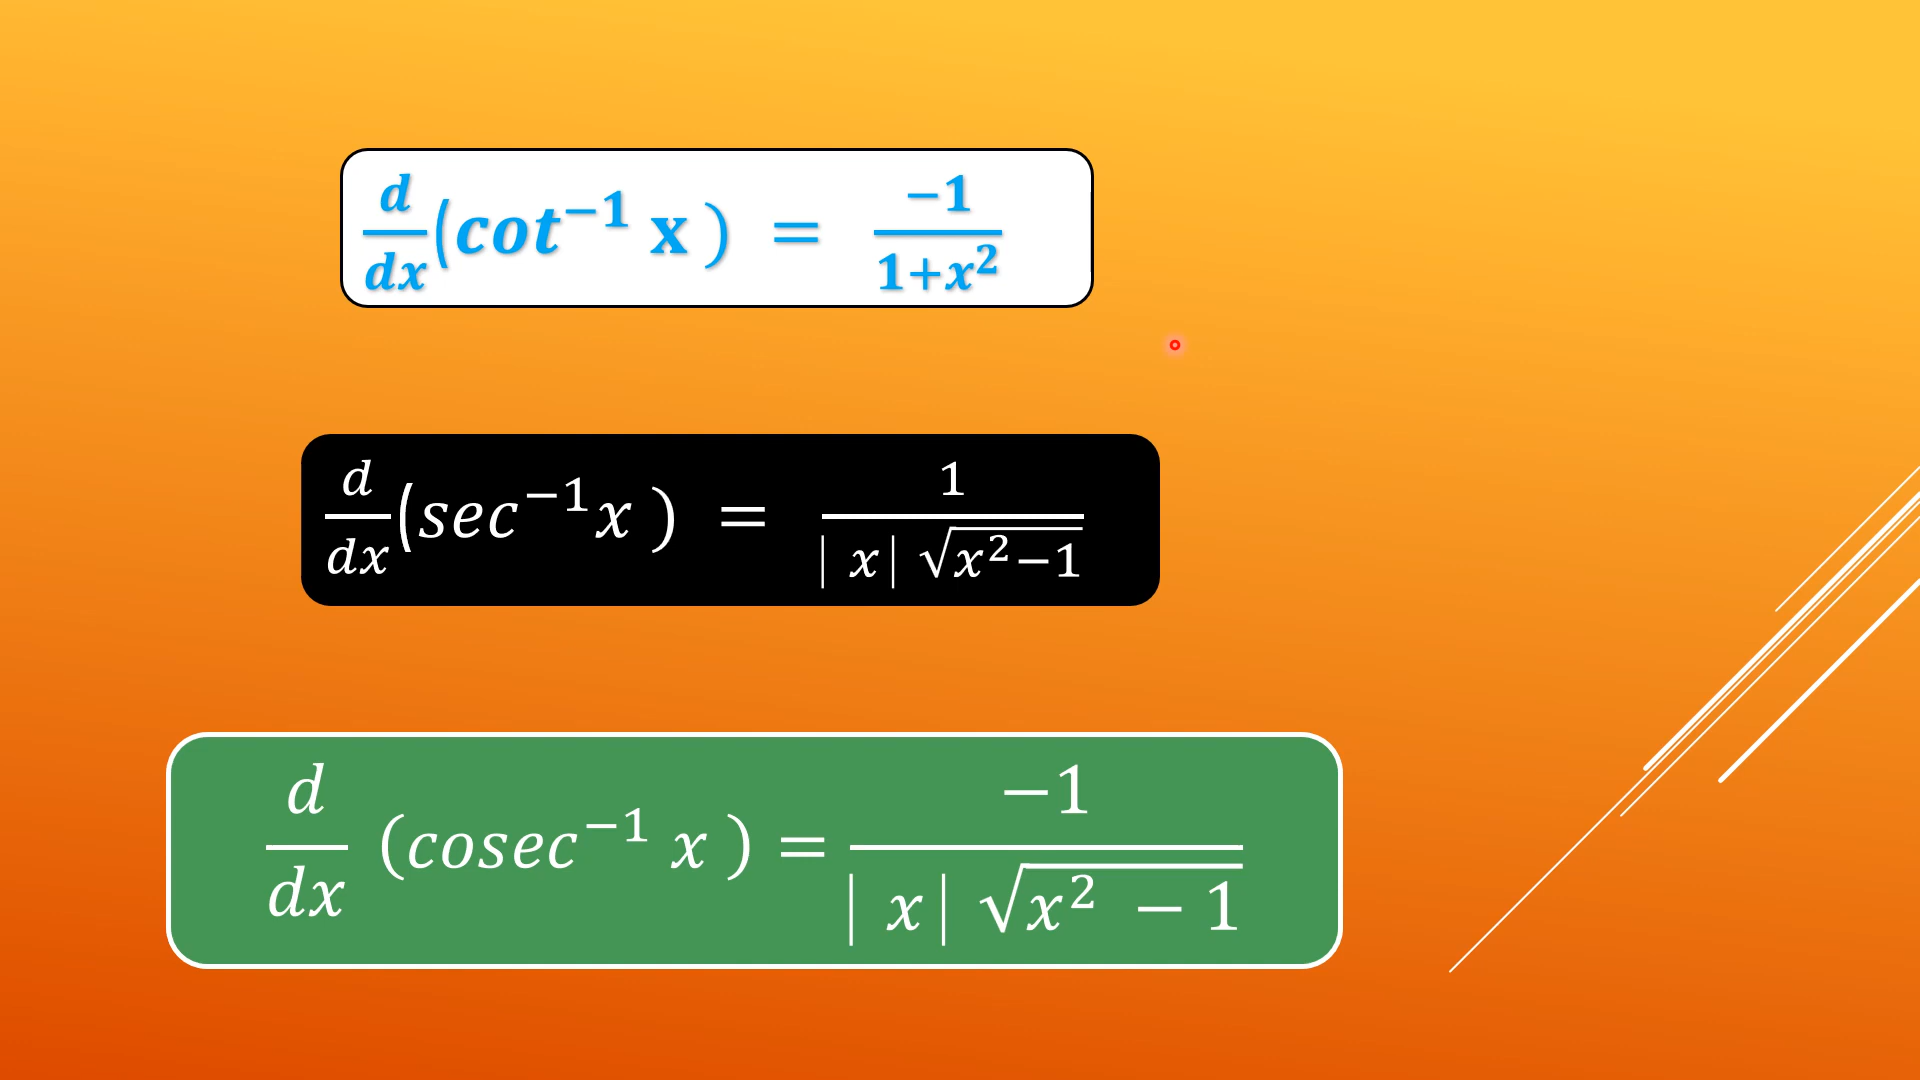 d/dx (cot⁻¹ x) = −1/(1+x²)
d/dx (sec⁻¹x) = 1/(| x| √(x²−1))
d/dx (cosec⁻¹ x) = −1/(| x| √(x² − 1))